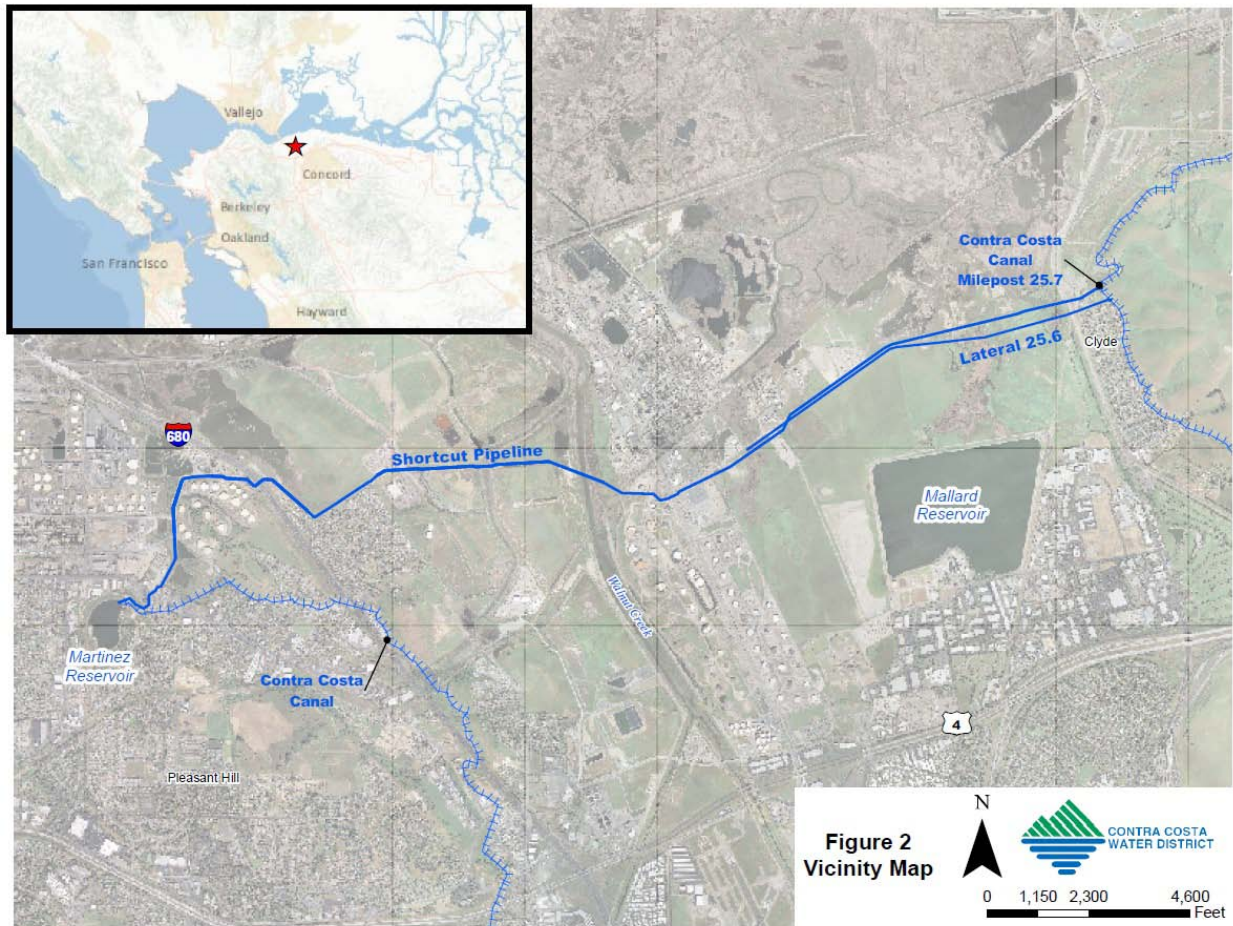 Vallejo
Concord
Berkeley
Oakland
San Francisco
Hayward
Contra Costa
Canal
Milepost 25.7
Lateral 25.6
Clyde
680
Shortcut Pipeline
Mallard
Reservoir
Walnut Creek
Martinez
Reservoir
Contra Costa
Canal
4
Pleasant Hill
Figure 2
Vicinity Map
N
CONTRA COSTA
WATER DISTRICT
0 1,150 2,300 4,600
Feet